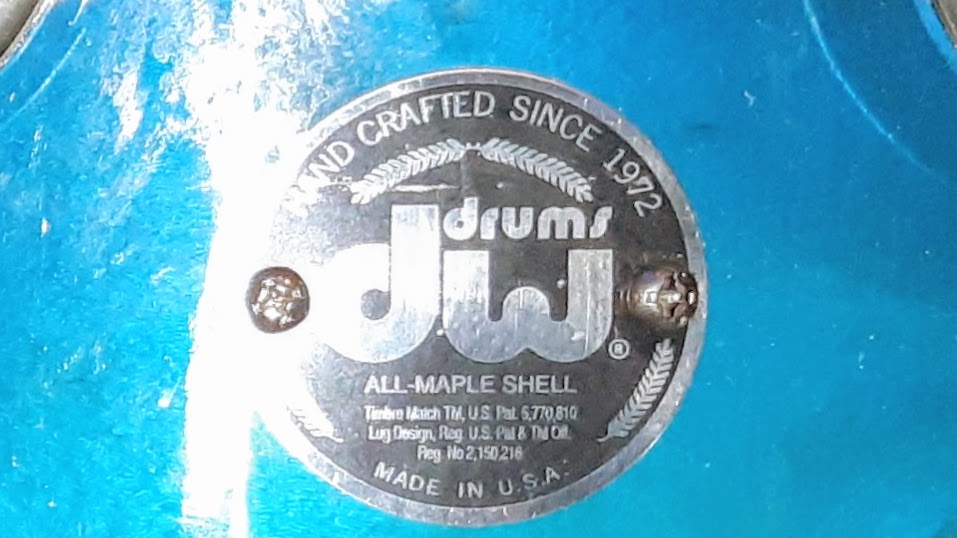 HAND CRAFTED SINCE 1972
drums
dw®
ALL-MAPLE SHELL
Timbre Match TM, U.S. Pat. 5,770,810
Lug Design, Reg. U.S. Pat & TM Off.
Reg. No 2,150,216
MADE IN U.S.A.